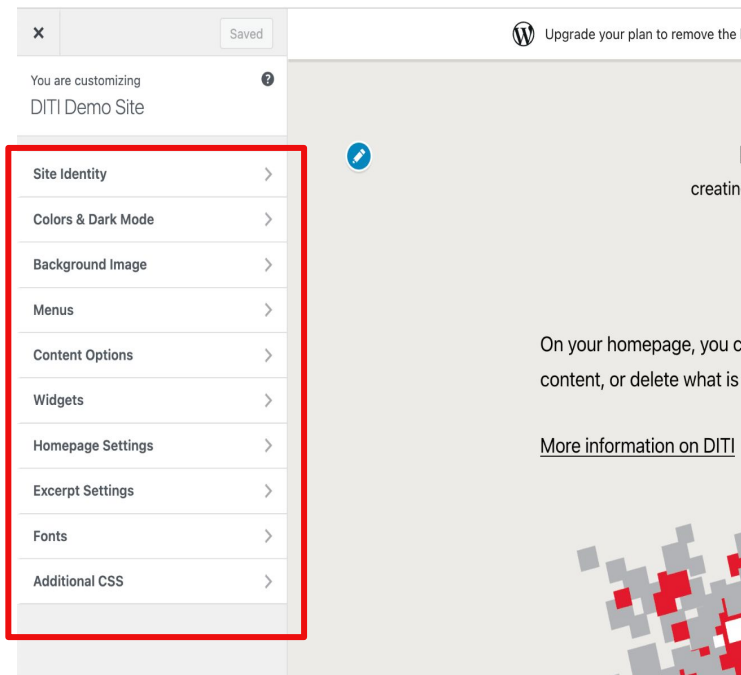 Saved
You are customizing
DITI Demo Site
Site Identity
Colors & Dark Mode
Background Image
Menus
Content Options
Widgets
Homepage Settings
Excerpt Settings
Fonts
Additional CSS
Upgrade your plan to remove the
creatin
On your homepage, you c
content, or delete what is
More information on DITI